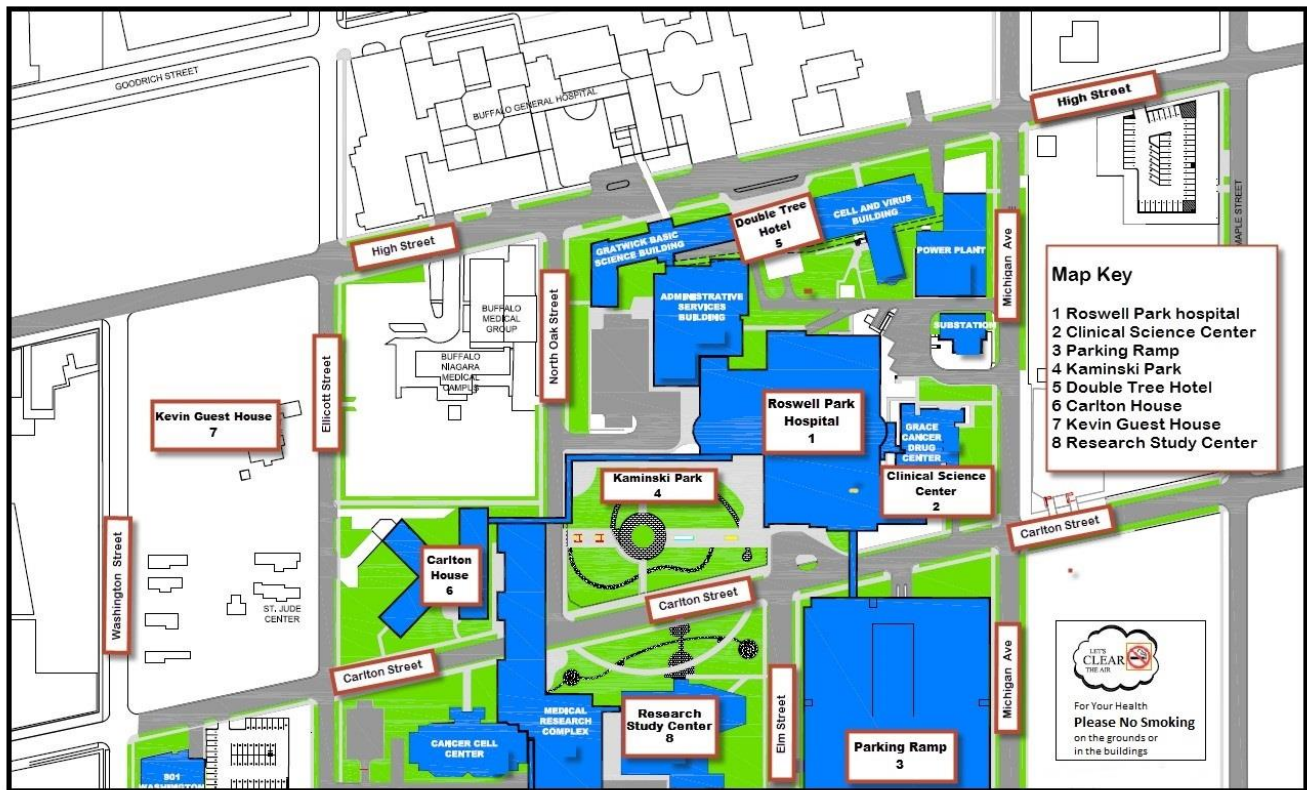 GOODRICH STREET
BUFFALO GENERAL HOSPITAL
High Street
High Street
MAPLE STREET
Double Tree
Hotel
5
CELL AND VIRUS
BUILDING
GRATWICK BASIC
SCIENCE BUILDING
POWER PLANT
Michigan Ave
ADMINISTRATIVE
SERVICES
BUILDING
SUBSTATION
BUFFALO
MEDICAL
GROUP
BUFFALO
NIAGARA
MEDICAL
CAMPUS
North Oak Street
Ellicott Street
Map Key
1 Roswell Park hospital
2 Clinical Science Center
3 Parking Ramp
4 Kaminski Park
5 Double Tree Hotel
6 Carlton House
7 Kevin Guest House
8 Research Study Center
Kevin Guest House
7
Roswell Park
Hospital
1
GRACE
CANCER
DRUG
CENTER
Clinical Science
Center
2
Kaminski Park
4
Carlton Street
Washington Street
Carlton
House
6
ST. JUDE
CENTER
Carlton Street
Carlton Street
Michigan Ave
Elm Street
MEDICAL
RESEARCH
COMPLEX
Research
Study Center
8
CANCER CELL
CENTER
Parking Ramp
3
901
WASHINGTON
LET'S
CLEAR
THE AIR
For Your Health
Please No Smoking
on the grounds or
in the buildings